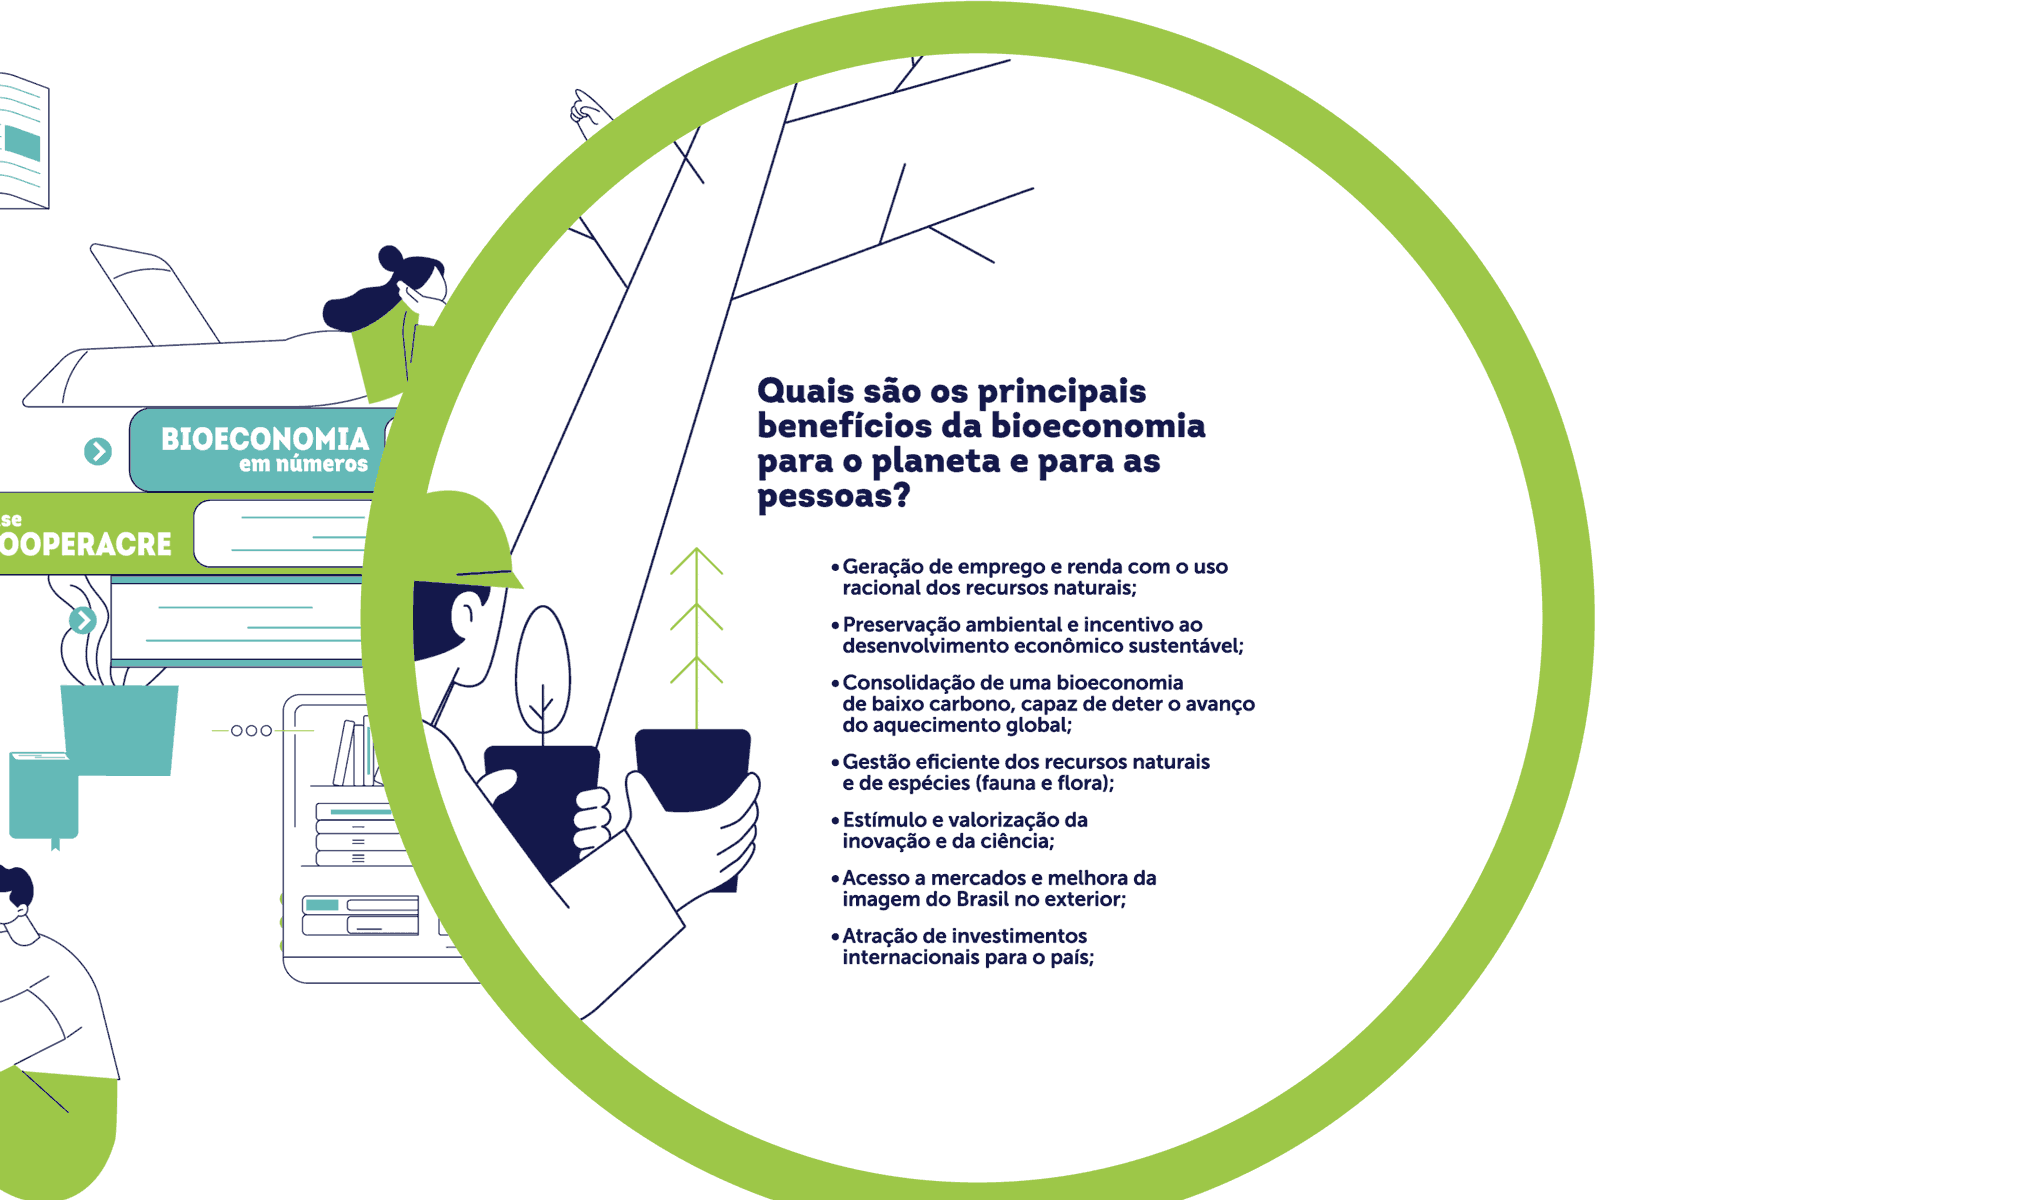 BIOECONOMIA
em números
OOPERACRE
Quais são os principais
benefícios da bioeconomia
para o planeta e para as
pessoas?
• Geração de emprego e renda com o uso
racional dos recursos naturais;
• Preservação ambiental e incentivo ao
desenvolvimento econômico sustentável;
• Consolidação de uma bioeconomia
de baixo carbono, capaz de deter o avanço
do aquecimento global;
• Gestão eficiente dos recursos naturais
e de espécies (fauna e flora);
• Estímulo e valorização da
inovação e da ciência;
• Acesso a mercados e melhora da
imagem do Brasil no exterior;
• Atração de investimentos
internacionais para o país;